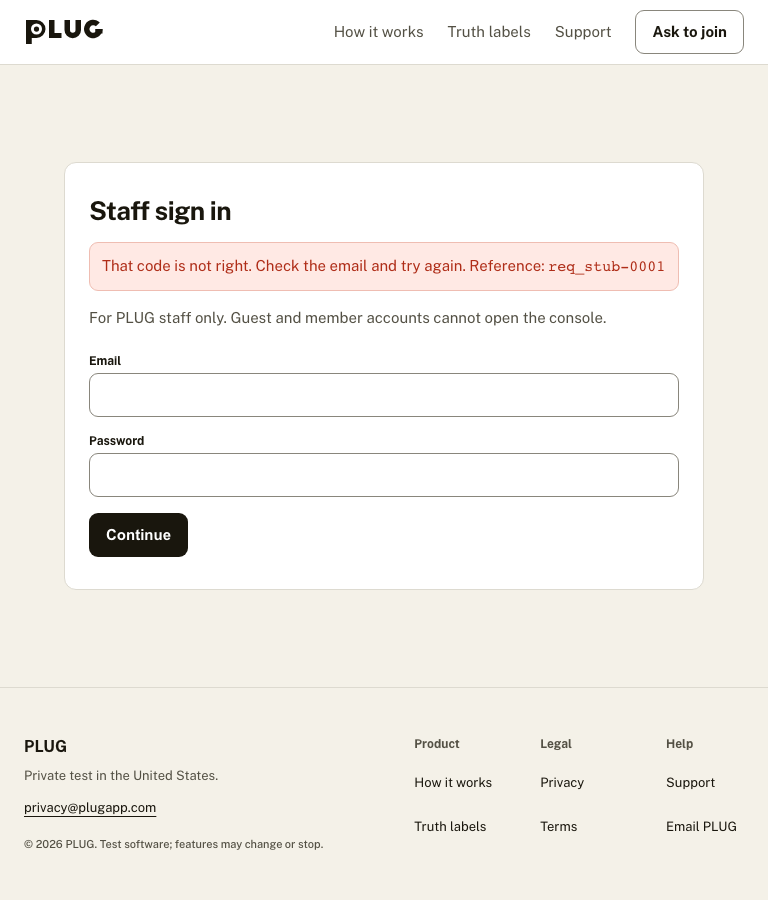 PLUG
How it works
Truth labels
Support
Ask to join
Staff sign in
That code is not right. Check the email and try again. Reference: req_stub-0001
For PLUG staff only. Guest and member accounts cannot open the console.
Email
Password
Continue
PLUG
Private test in the United States.
privacy@plugapp.com
© 2026 PLUG. Test software; features may change or stop.
Product
How it works
Truth labels
Legal
Privacy
Terms
Help
Support
Email PLUG